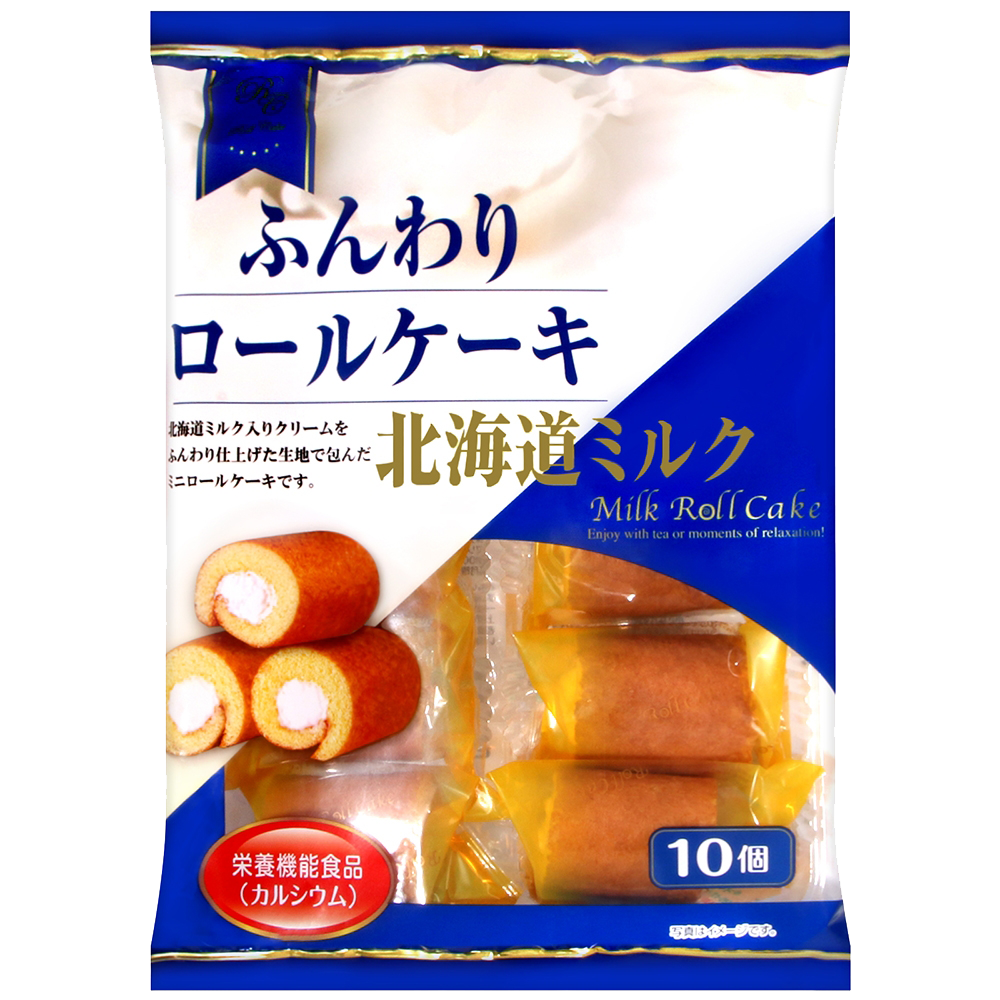 ふんわり
ロールケーキ
北海道ミルク入りクリームを
ふんわり仕上げた生地で包んだ
ミニロールケーキです。
北海道ミルク
Milk Roll Cake
Enjoy with tea or moments of relaxation!
栄養機能食品
(カルシウム)
10個
写真はイメージです。